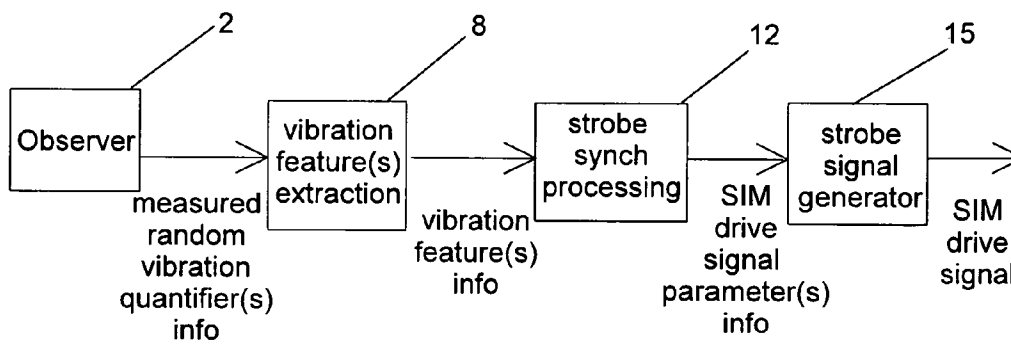 2
8
12
15
Observer
vibration
feature(s)
extraction
strobe
synch
processing
strobe
signal
generator
measured
random
vibration
quantifier(s)
info
vibration
feature(s)
info
SIM
drive
signal
parameter(s)
info
SIM
drive
signal